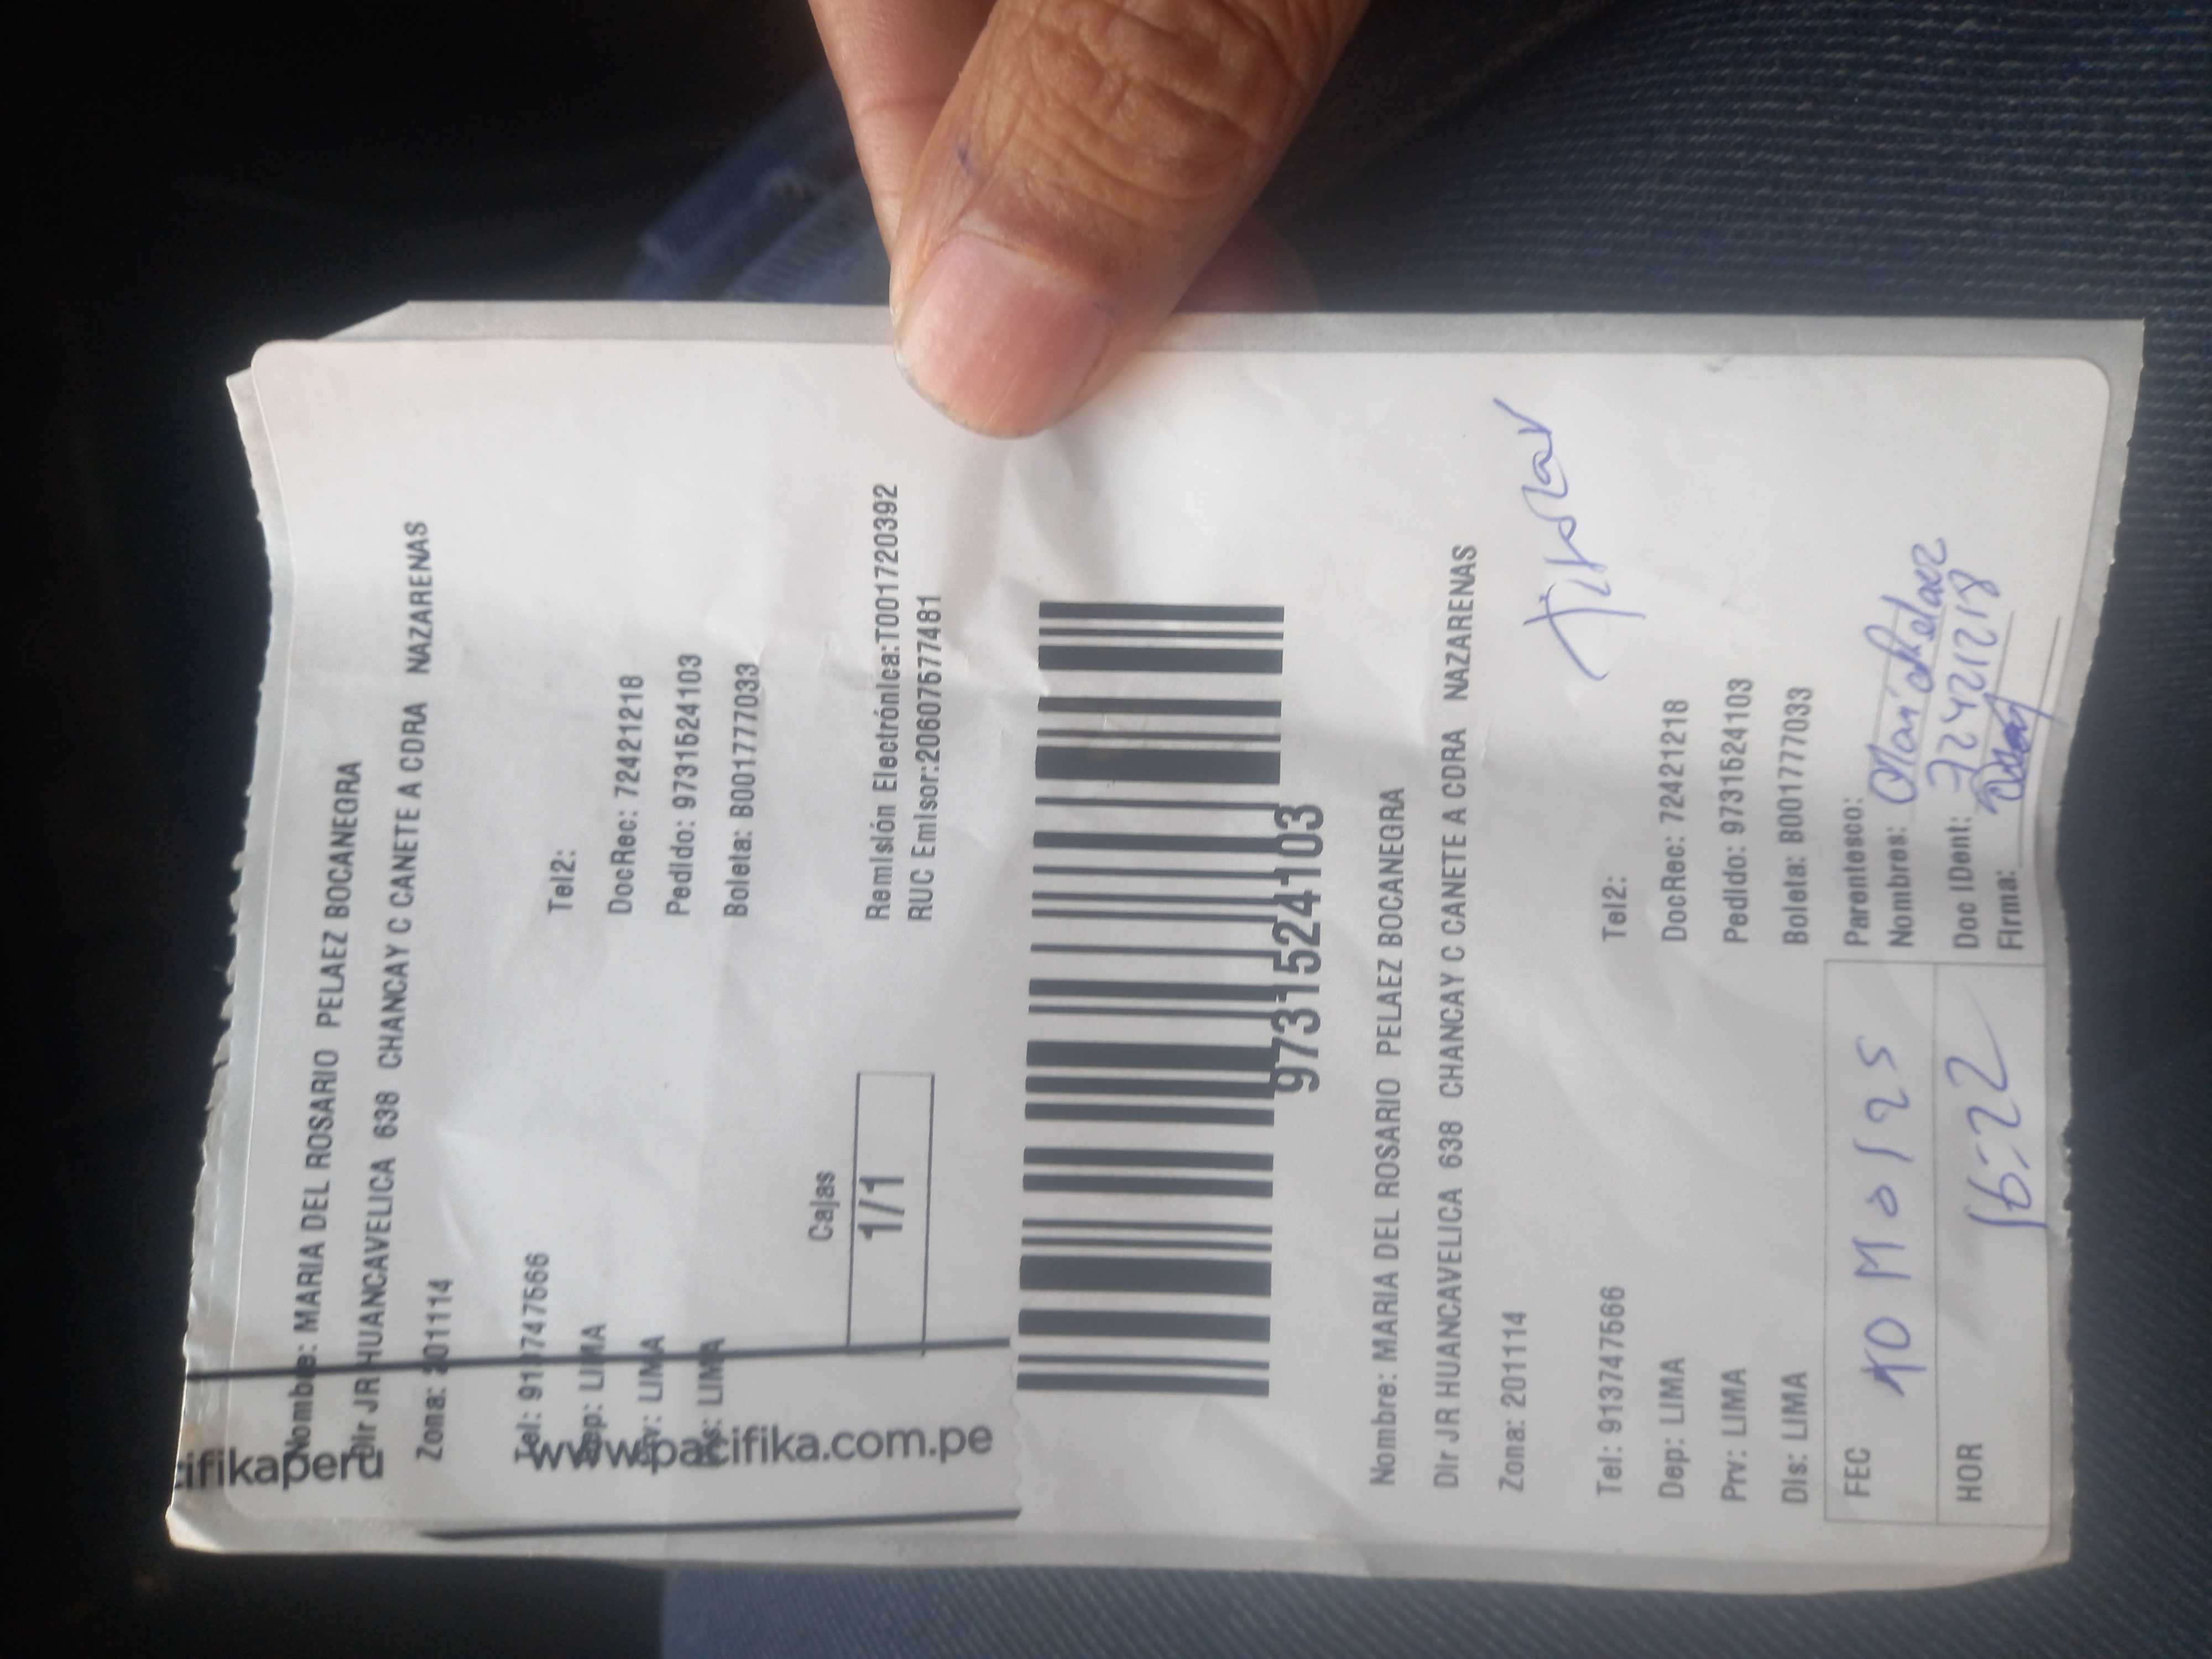 ifikaperu
www.pacifika.com.pe
Nombre: MARIA DEL ROSARIO PELAEZ BOCANEGRA
Dir JR HUANCAVELICA 638 CHANCAY C CANETE A CDRA NAZARENAS
Zona: 201114
Tel: 913747566 Tel2:
Dep: LIMA DocRec: 72421218
Prv: LIMA Pedido: 9731524103
Dis: LIMA Boleta: B001777033
Cajas
1/1
Remisión Electrónica:T001720392
RUC Emisor:20607577481
9731524103
Nombre: MARIA DEL ROSARIO PELAEZ BOCANEGRA
Dir JR HUANCAVELICA 638 CHANCAY C CANETE A CDRA NAZARENAS
Zona: 201114
Tel: 913747566 Tel2:
Dep: LIMA DocRec: 72421218
Prv: LIMA Pedido: 9731524103
Dis: LIMA Boleta: B001777033
FEC 10 M 0 / 25 Parentesco:
Nombres: María Pelaez
HOR 16:22 Doc IDent: 72421218
Firma: